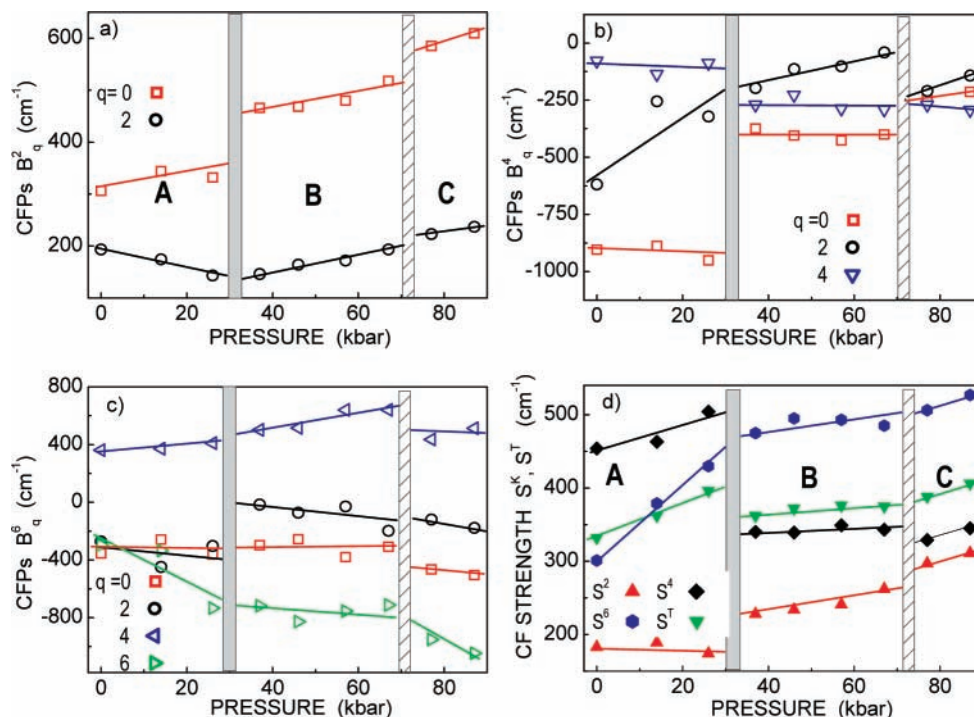 a)
600
400
200
CFPs B²q (cm⁻¹)
q=0
2
A
B
C
0 20 40 60 80
PRESSURE (kbar)
b)
0
-250
-500
-750
-1000
CFPs B⁴q (cm⁻¹)
q=0
2
4
0 20 40 60 80
PRESSURE (kbar)
c)
800
400
0
-400
-800
CFPs B⁶q (cm⁻¹)
q=0
2
4
6
0 20 40 60 80
PRESSURE (kbar)
d)
500
400
300
200
CF STRENGTH Sᴷ, Sᵀ (cm⁻¹)
A
B
C
S² S⁴
S⁶ Sᵀ
0 20 40 60 80
PRESSURE (kbar)